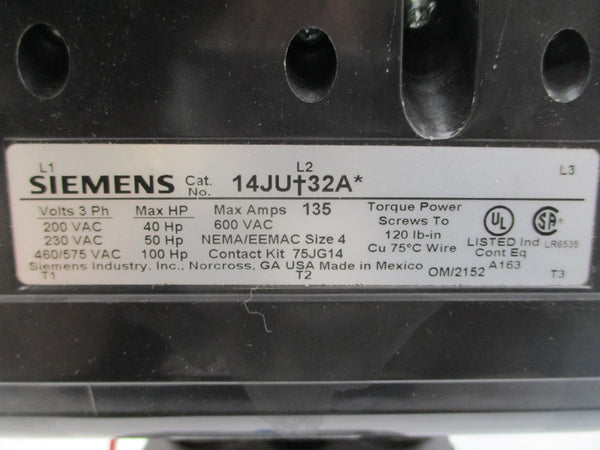 L1 L2 L3
SIEMENS Cat. No. 14JU†32A*
Volts 3 Ph Max HP Max Amps 135 Torque Power
200 VAC 40 Hp 600 VAC Screws To
230 VAC 50 Hp NEMA/EEMAC Size 4 120 lb-in
460/575 VAC 100 Hp Contact Kit 75JG14 Cu 75°C Wire
UL SA
LISTED Ind LR6535
Cont Eq
A163
Siemens Industry, Inc., Norcross, GA USA Made in Mexico OM/2152
T1 T2 T3